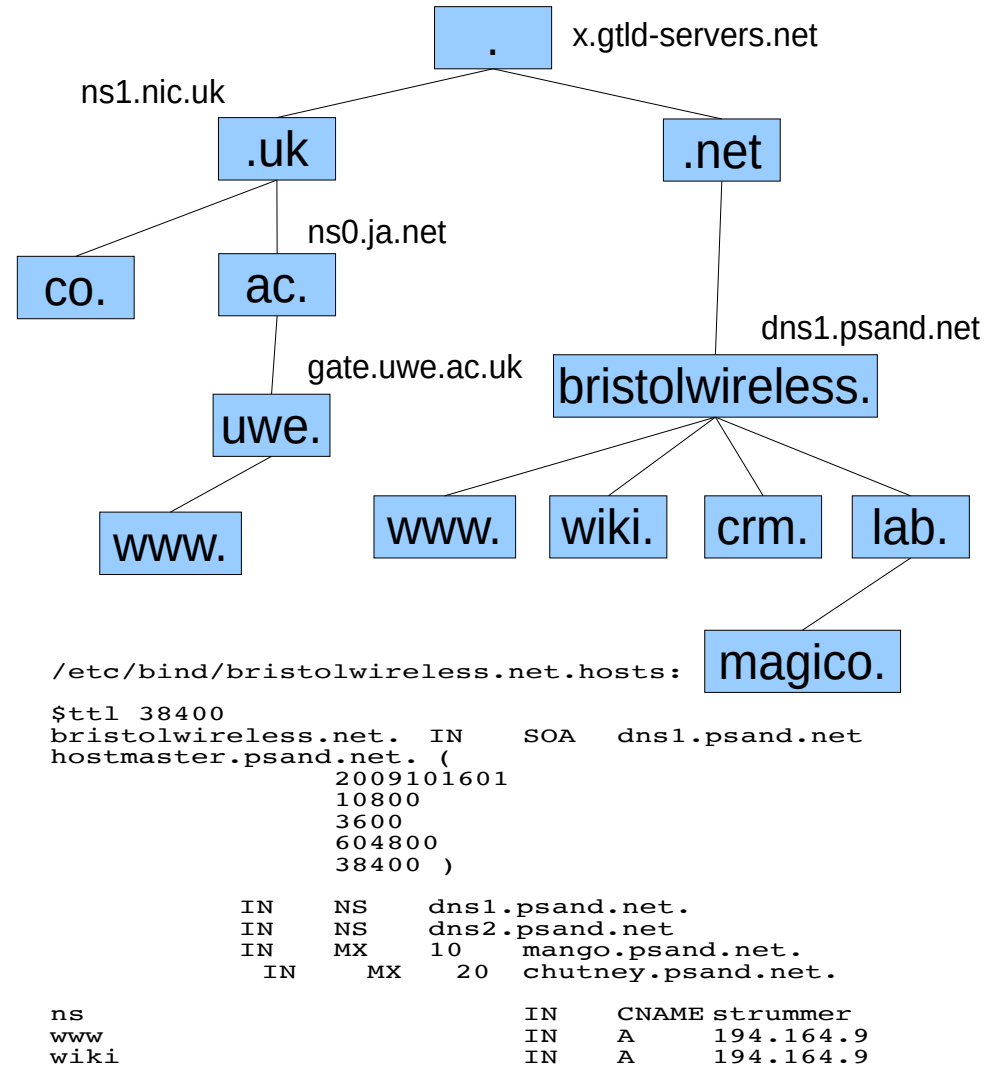 .
x.gtld-servers.net
ns1.nic.uk
.uk
.net
ns0.ja.net
co.
ac.
dns1.psand.net
gate.uwe.ac.uk
bristolwireless.
uwe.
www.
www.
wiki.
crm.
lab.
magico.
/etc/bind/bristolwireless.net.hosts:
$ttl 38400
bristolwireless.net. IN SOA dns1.psand.net
hostmaster.psand.net. (
2009101601
10800
3600
604800
38400 )
IN NS dns1.psand.net.
IN NS dns2.psand.net
IN MX 10 mango.psand.net.
IN MX 20 chutney.psand.net.
ns IN CNAME strummer
www IN A 194.164.9
wiki IN A 194.164.9